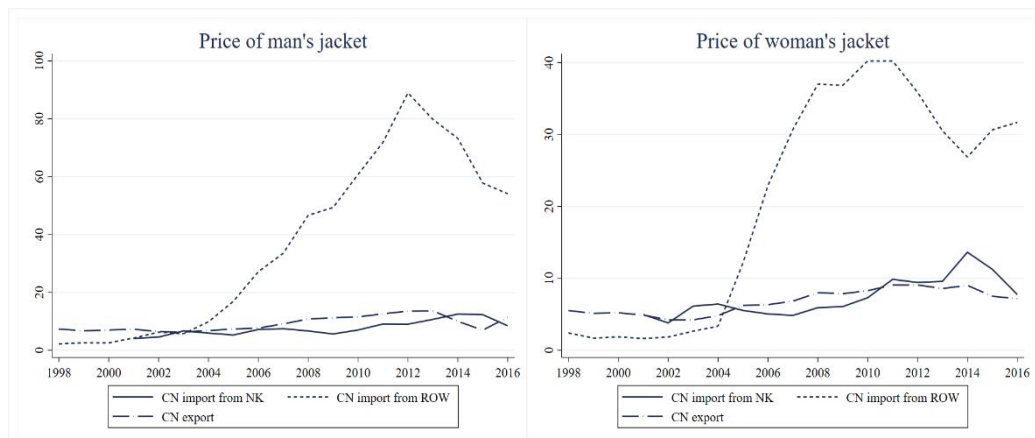 Price of man's jacket
100
80
60
40
20
0
1998 2000 2002 2004 2006 2008 2010 2012 2014 2016
CN import from NK CN import from ROW
CN export
Price of woman's jacket
40
30
20
10
0
1998 2000 2002 2004 2006 2008 2010 2012 2014 2016
CN import from NK CN import from ROW
CN export